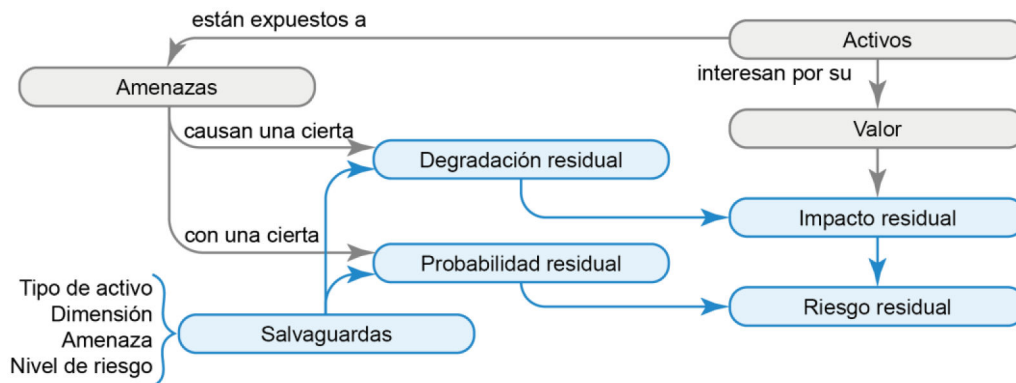 están expuestos a
Activos
Amenazas
interesan por su
causan una cierta
Valor
Degradación residual
Impacto residual
con una cierta
Probabilidad residual
Tipo de activo
Dimensión
Amenaza
Nivel de riesgo
Salvaguardas
Riesgo residual